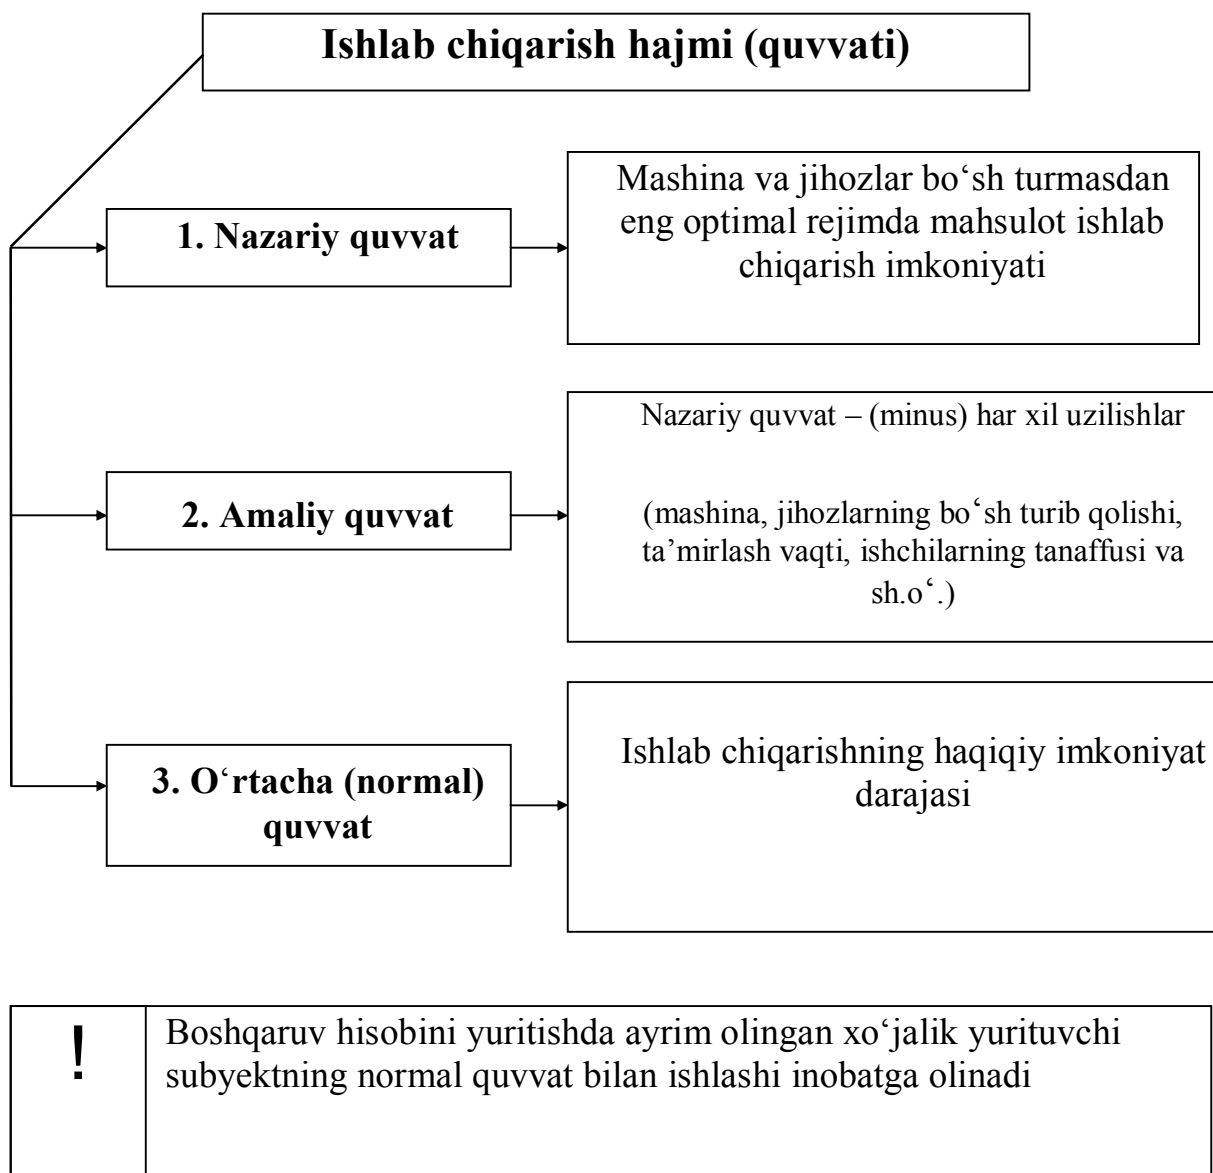 Ishlab chiqarish hajmi (quvvati)
1. Nazariy quvvat
Mashina va jihozlar bo‘sh turmasdan
eng optimal rejimda mahsulot ishlab
chiqarish imkoniyati
2. Amaliy quvvat
Nazariy quvvat – (minus) har xil uzilishlar
(mashina, jihozlarning bo‘sh turib qolishi,
ta’mirlash vaqti, ishchilarning tanaffusi va
sh.o‘.)
3. O‘rtacha (normal)
quvvat
Ishlab chiqarishning haqiqiy imkoniyat
darajasi
!
Boshqaruv hisobini yuritishda ayrim olingan xo‘jalik yurituvchi
subyektning normal quvvat bilan ishlashi inobatga olinadi